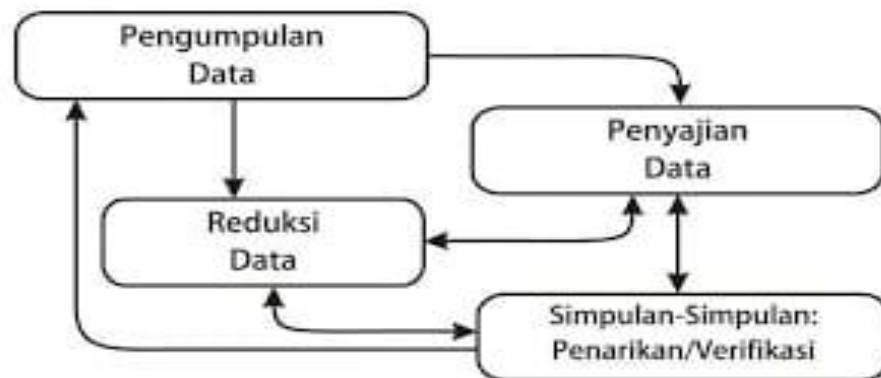 Pengumpulan
Data
Penyajian
Data
Reduksi
Data
Simpulan-Simpulan:
Penarikan/Verifikasi